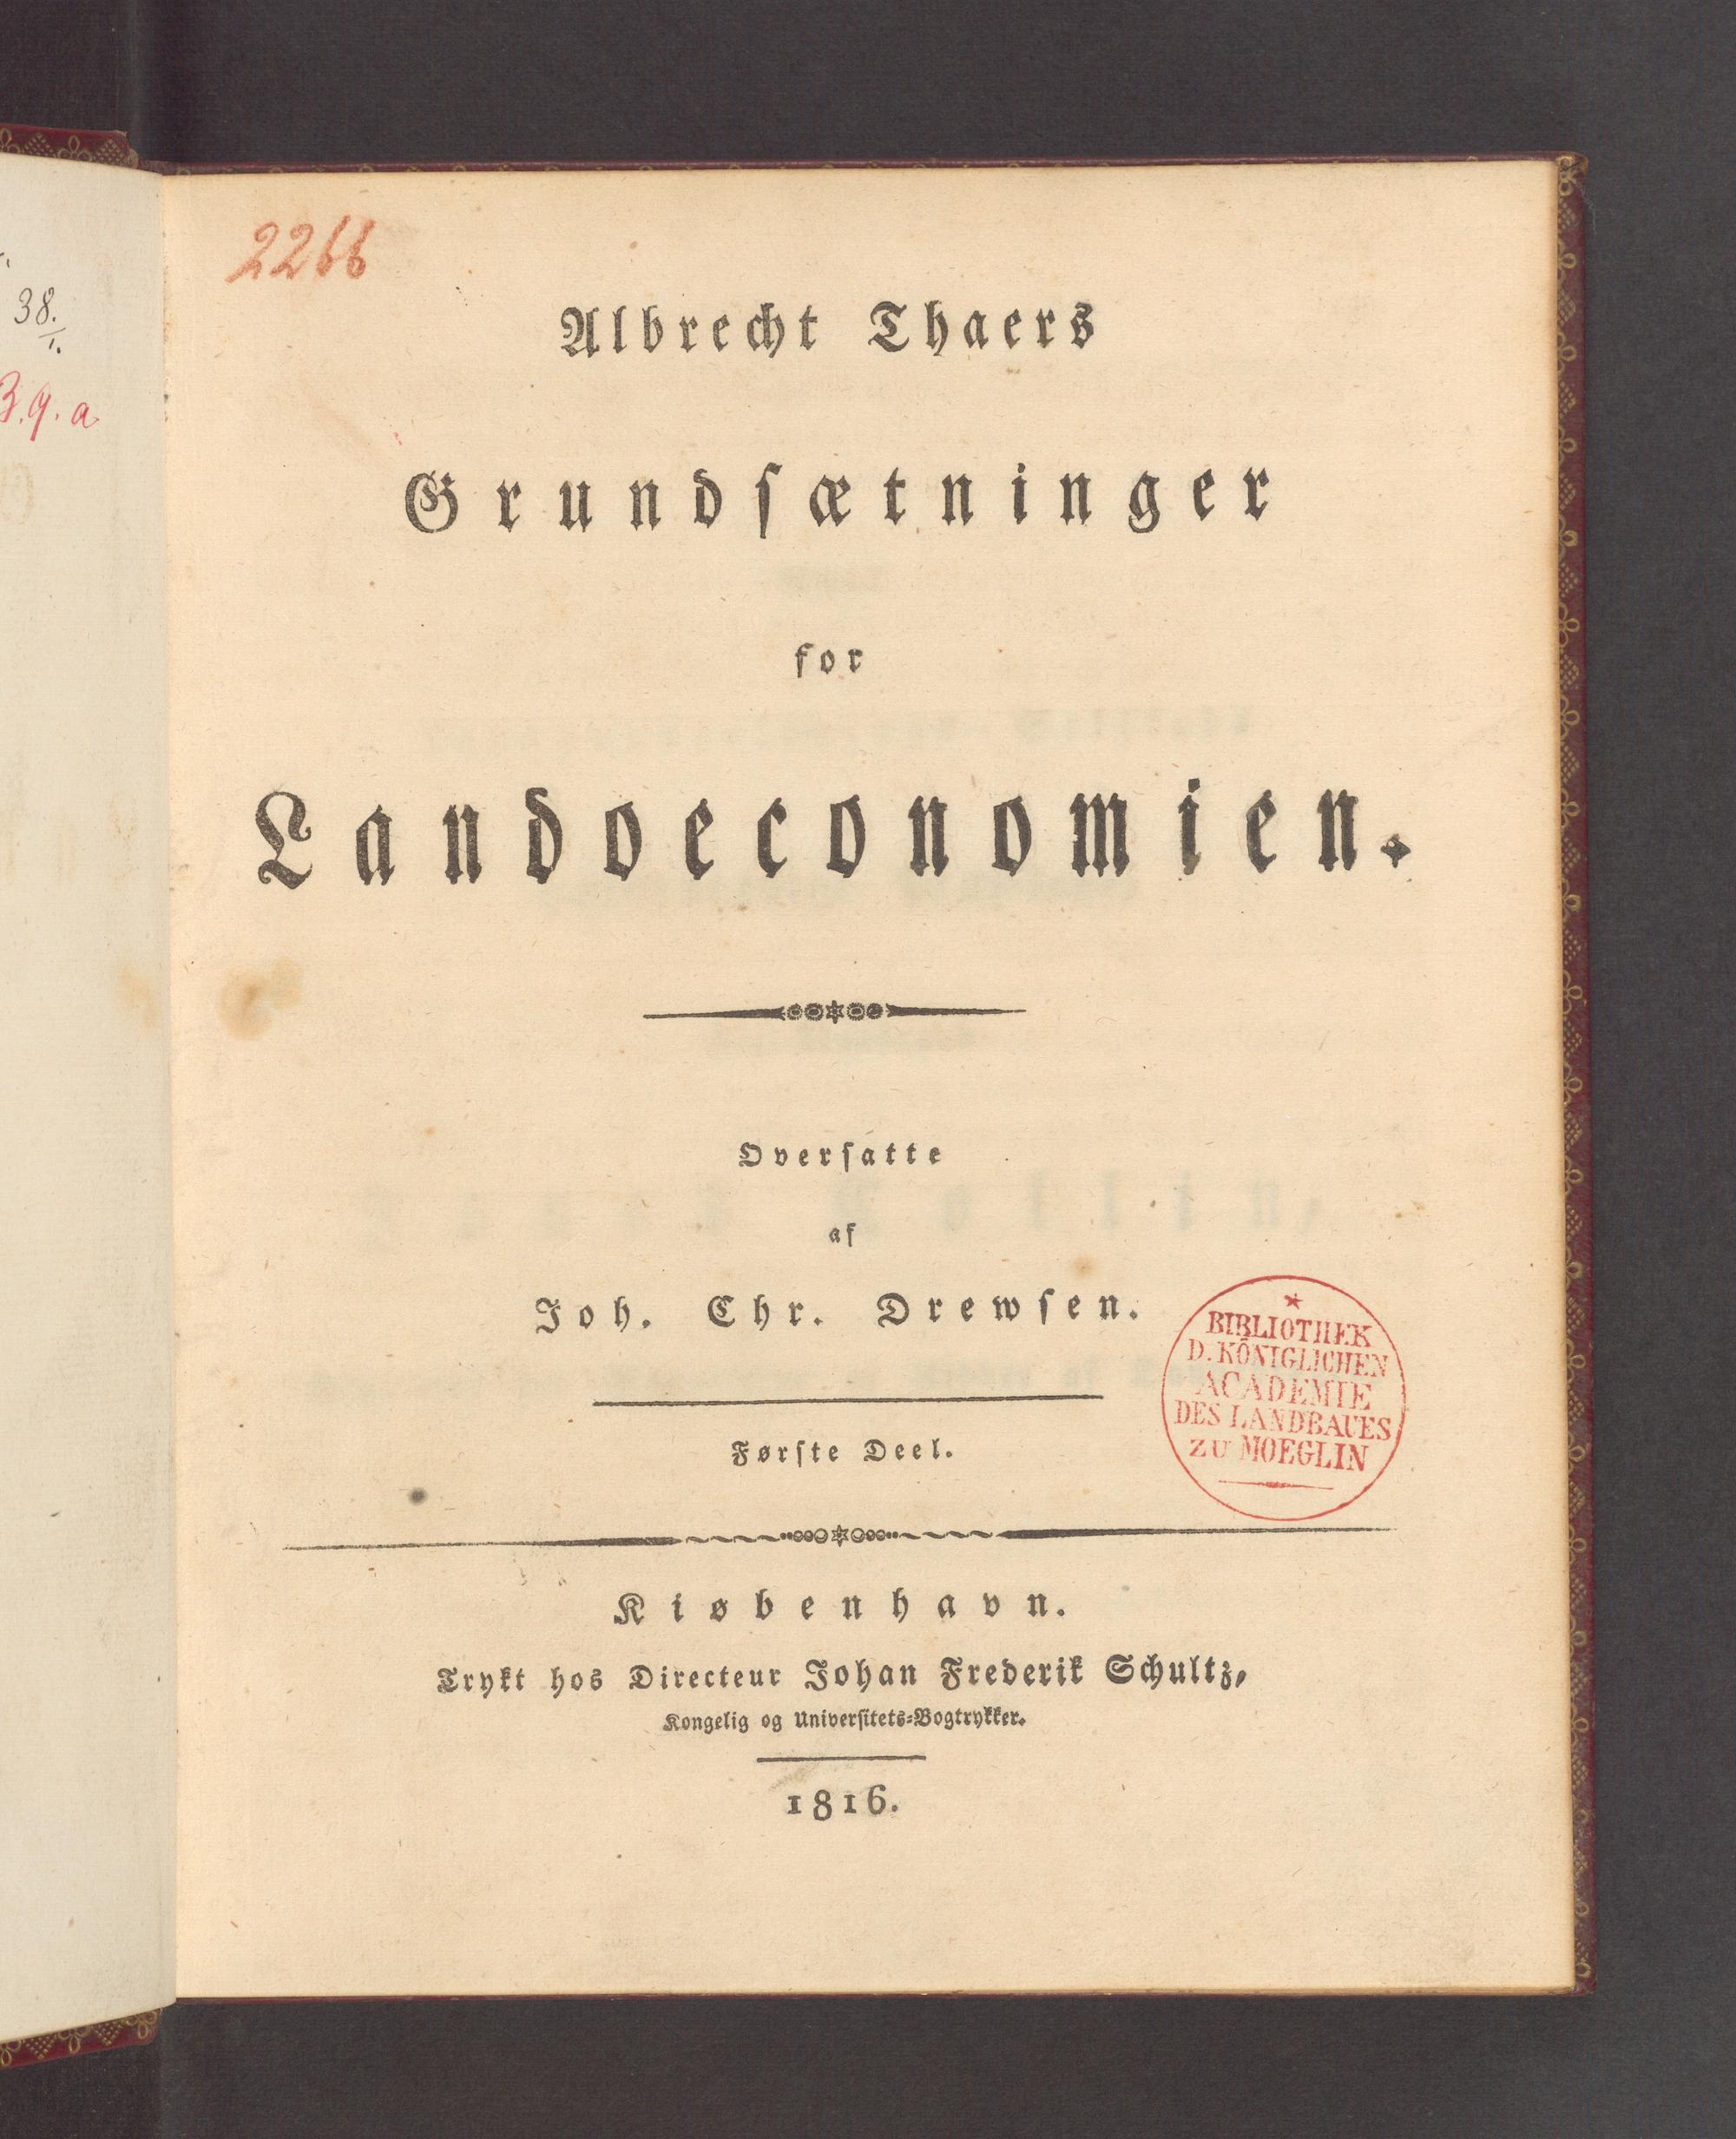 38.
1.
2266
Albrecht Thaers
Grundsætninger
for
Landoeconomien.
Oversatte
af
Joh. Chr. Drewsen.
Første Deel.
BIBLIOTHEK
D. KÖNIGLICHEN
ACADEMIE
DES LANDBAUES
ZU MOEGLIN
Kiøbenhavn.
Trykt hos Directeur Johan Frederik Schultz,
Kongelig og Universitets-Bogtrykker.
1816.